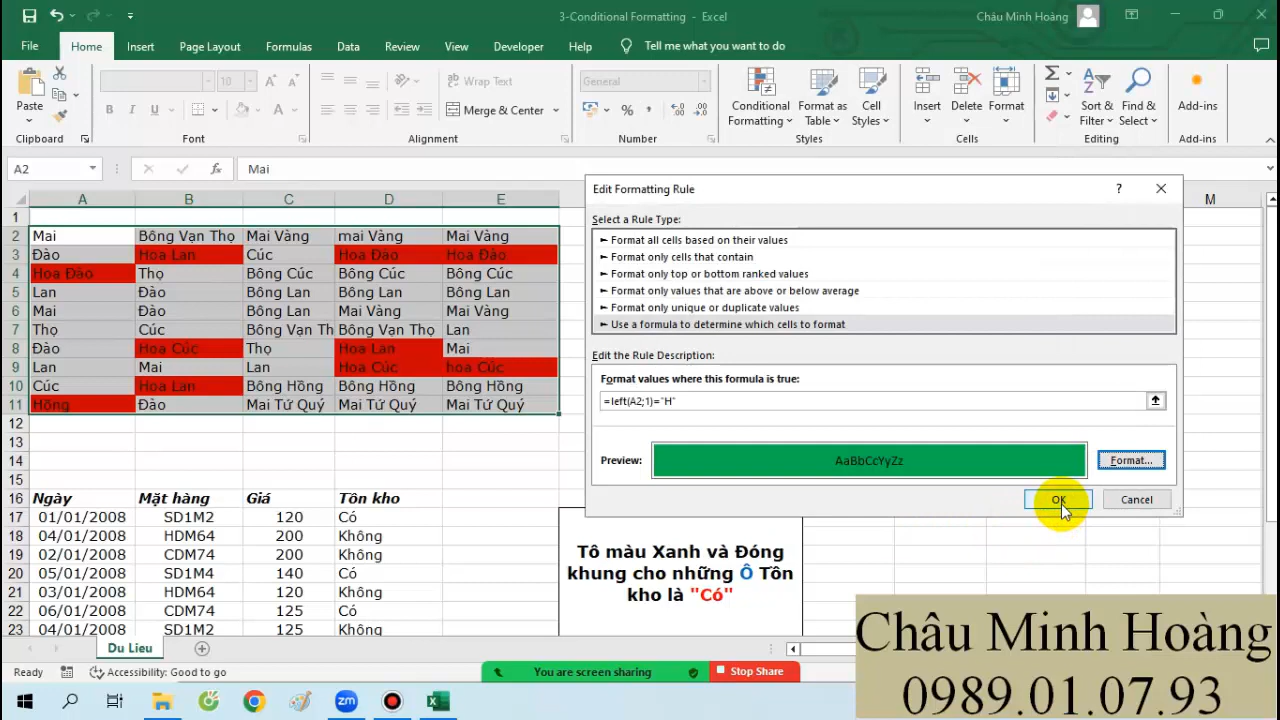 3-Conditional Formatting - Excel
Châu Minh Hoàng
File Home Insert Page Layout Formulas Data Review View Developer Help Tell me what you want to do
Paste
Clipboard
10
B I U
Font
Wrap Text
Merge & Center
Alignment
General
Number
Conditional Formatting
Format as Table
Cell Styles
Styles
Insert
Delete
Format
Cells
Sort & Filter
Find & Select
Editing
Add-ins
Add-ins
A2
fx
Mai
A B C D E M
1
2 Mai Bông Vạn Thọ Mai Vàng mai Vàng Mai Vàng
3 Đào Hoa Lan Cúc Hoa Đào Hoa Đào
4 Hoa Đào Thọ Bông Cúc Bông Cúc Bông Cúc
5 Lan Đào Bông Lan Bông Lan Bông Lan
6 Mai Đào Bông Lan Mai Vàng Mai Vàng
7 Thọ Cúc Bông Vạn Th Bông Vạn Thọ Lan
8 Đào Hoa Cúc Thọ Hoa Lan Mai
9 Lan Mai Lan Hoa Cúc hoa Cúc
10 Cúc Hoa Lan Bông Hồng Bông Hồng Bông Hồng
11 Hồng Đào Mai Tứ Quý Mai Tứ Quý Mai Tứ Quý
12
13
14
15
16 Ngày Mặt hàng Giá Tồn kho
17 01/01/2008 SD1M2 120 Có
18 04/01/2008 HDM64 200 Không
19 02/01/2008 CDM74 200 Không
20 05/01/2008 SD1M4 140 Có
21 03/01/2008 HDM64 120 Không
22 06/01/2008 CDM74 125 Có
23 04/01/2008 SD1M2 125 Không
Tô màu Xanh và Đóng
khung cho những Ô Tồn
kho là "Có"
Edit Formatting Rule
?
Select a Rule Type:
► Format all cells based on their values
► Format only cells that contain
► Format only top or bottom ranked values
► Format only values that are above or below average
► Format only unique or duplicate values
► Use a formula to determine which cells to format
Edit the Rule Description:
Format values where this formula is true:
=left(A2;1)="H"
Preview:
AaBbCcYyZz
Format...
OK
Cancel
Du Lieu
Ready
Accessibility: Good to go
You are screen sharing
Stop Share
zm
Châu Minh Hoàng
0989.01.07.93